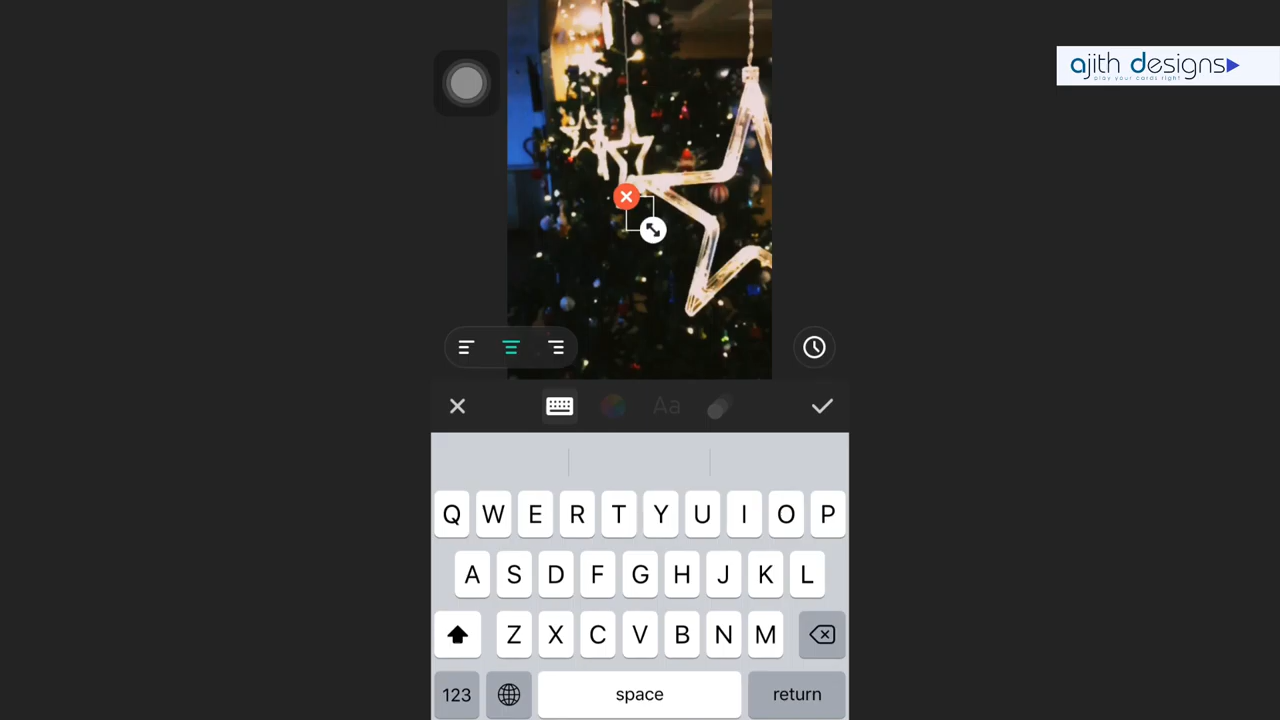 ajith designs
play your cards right
Aa
Q W E R T Y U I O P
A S D F G H J K L
Z X C V B N M
123 space return